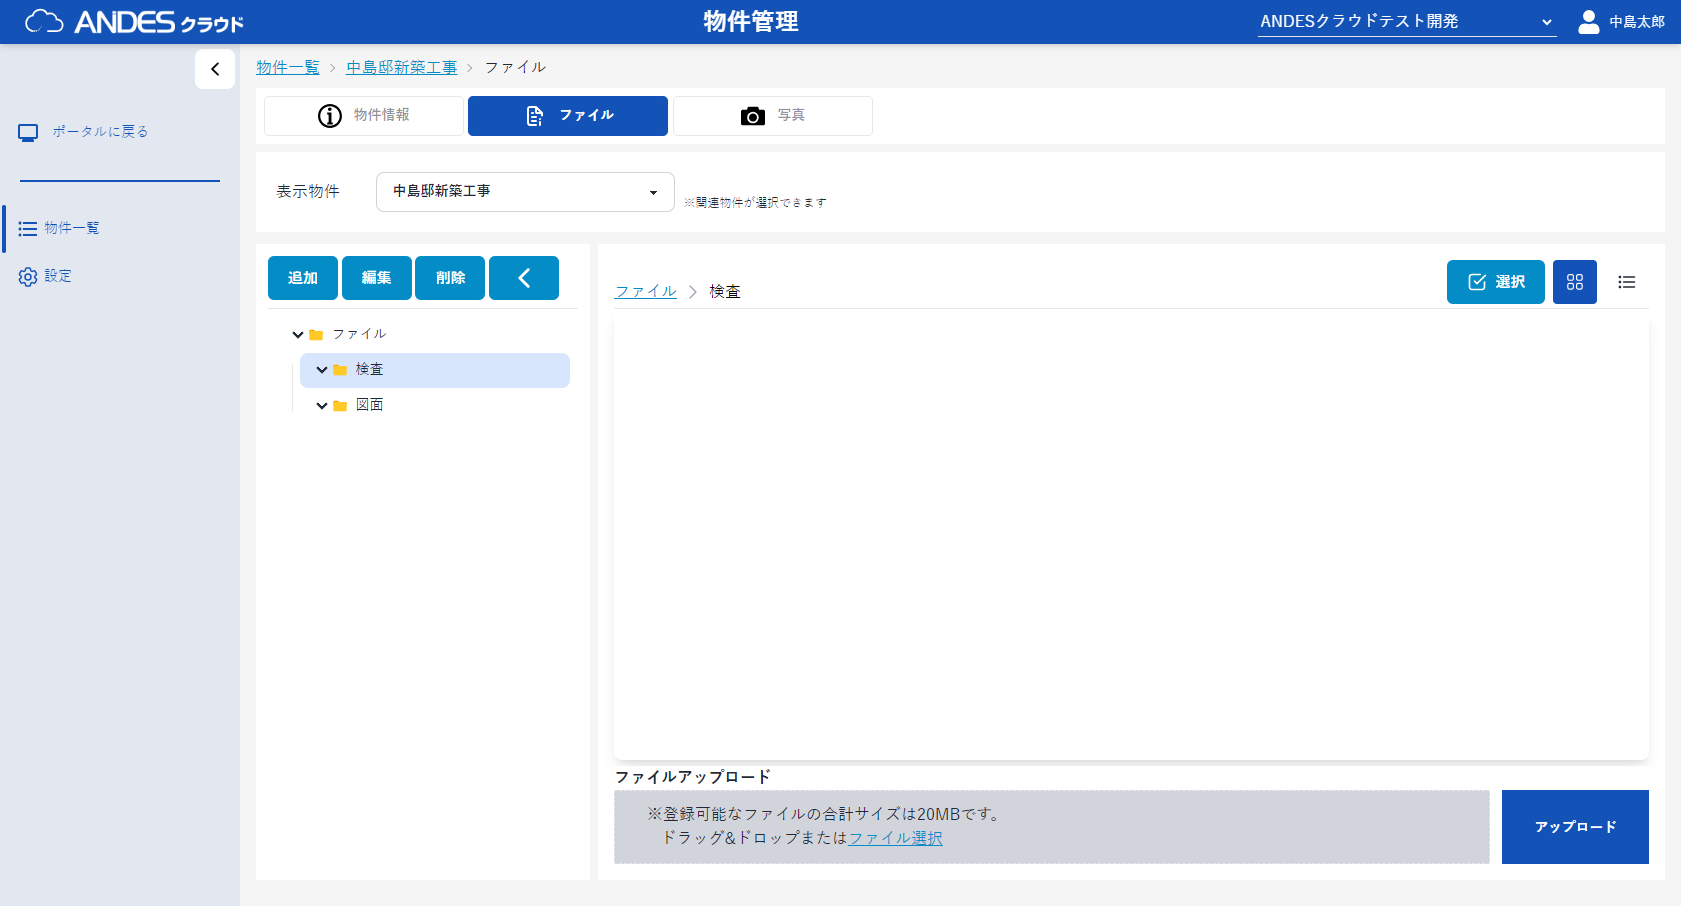 ANDES クラウド
物件管理
ANDESクラウドテスト開発
中島太郎
物件一覧 > 中島邸新築工事 > ファイル
ポータルに戻る
物件一覧
設定
物件情報
ファイル
写真
表示物件
中島邸新築工事
※関連物件が選択できます
追加
編集
削除
ファイル
検査
図面
ファイル > 検査
選択
ファイルアップロード
※登録可能なファイルの合計サイズは20MBです。
ドラッグ&ドロップまたはファイル選択
アップロード